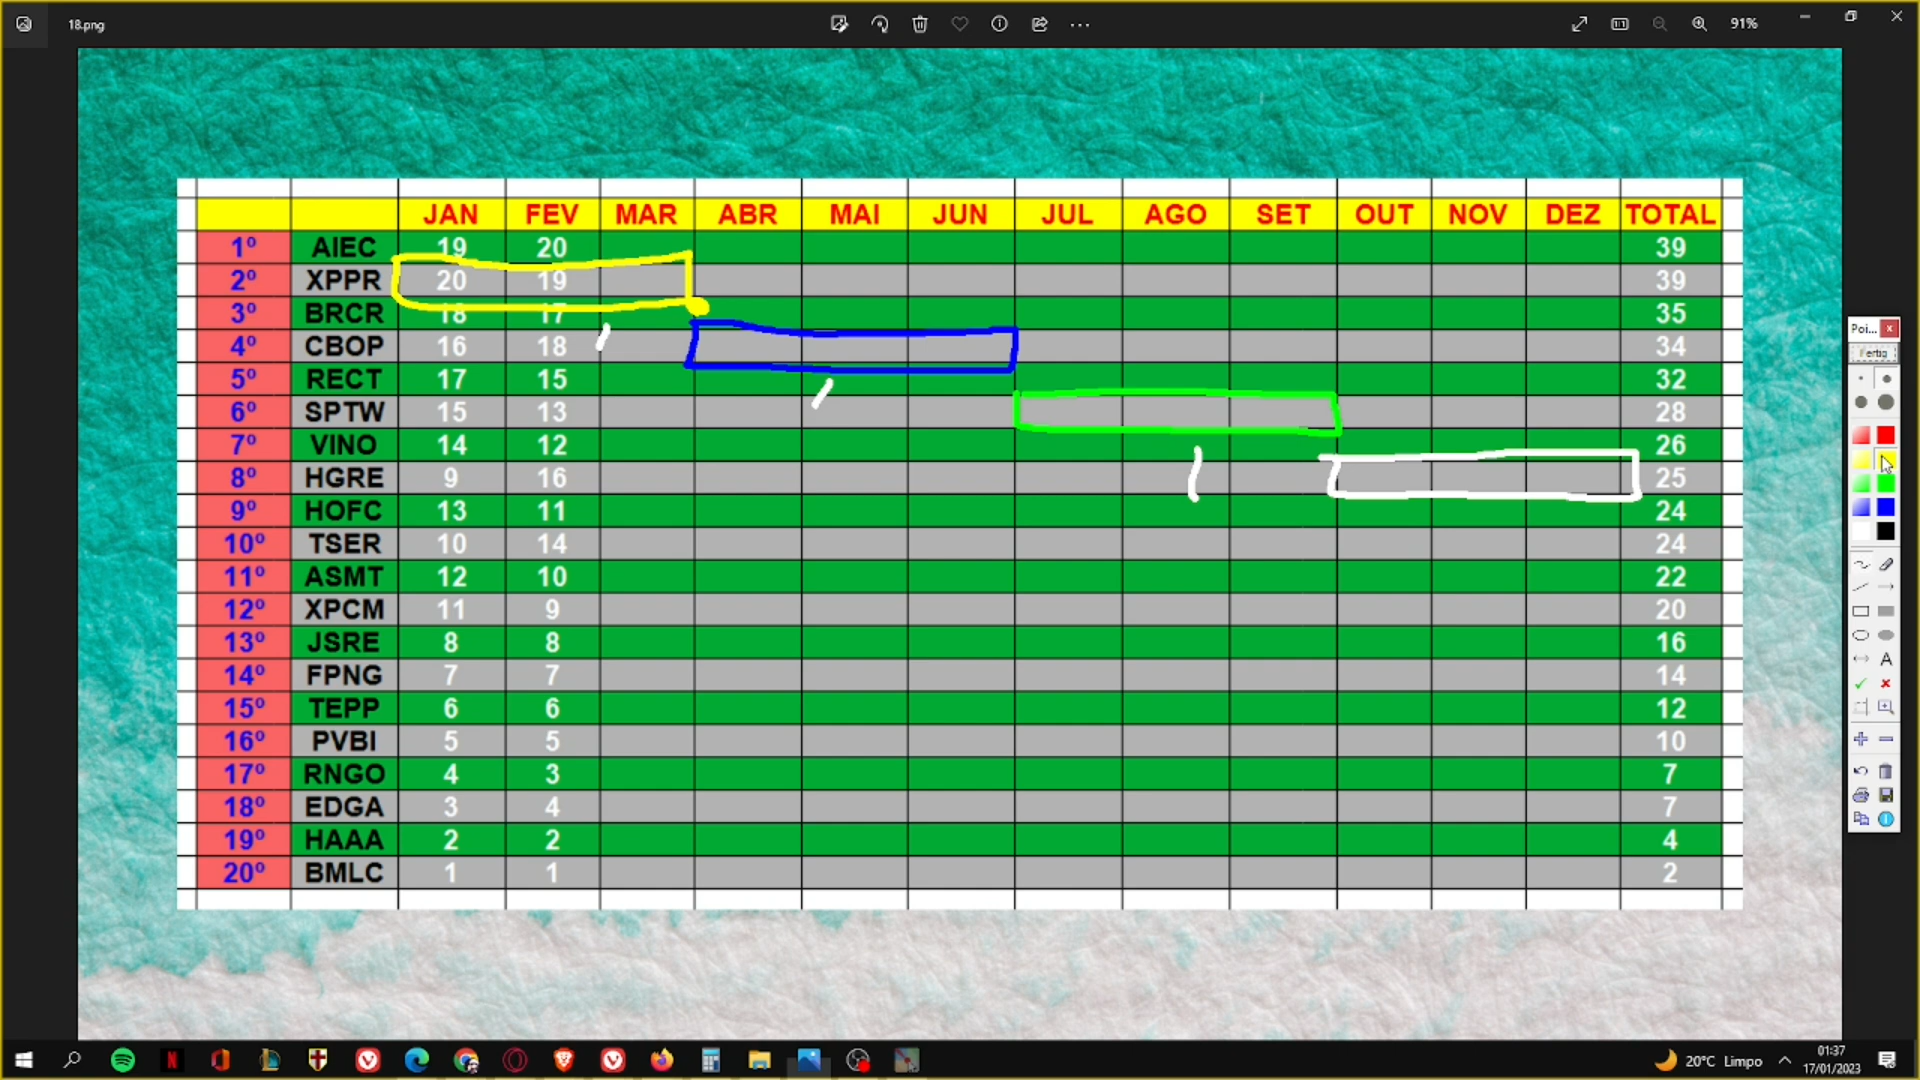 18.png
91%
JAN FEV MAR ABR MAI JUN JUL AGO SET OUT NOV DEZ TOTAL
1º AIEC 19 20 39
2º XPPR 20 19 39
3º BRCR 18 17 35
4º CBOP 16 18 34
5º RECT 17 15 32
6º SPTW 15 13 28
7º VINO 14 12 26
8º HGRE 9 16 25
9º HOFC 13 11 24
10º TSER 10 14 24
11º ASMT 12 10 22
12º XPCM 11 9 20
13º JSRE 8 8 16
14º FPNG 7 7 14
15º TEPP 6 6 12
16º PVBI 5 5 10
17º RNGO 4 3 7
18º EDGA 3 4 7
19º HAAA 2 2 4
20º BMLC 1 1 2
Poi...
Fertig
A
20°C Limpo
01:37
17/01/2023